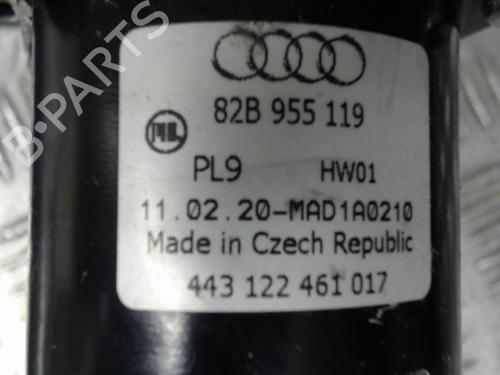 82B 955 119
PL9 HW01
11.02.20-MAD1A0210
Made in Czech Republic
443 122 461 017
B-PARTS